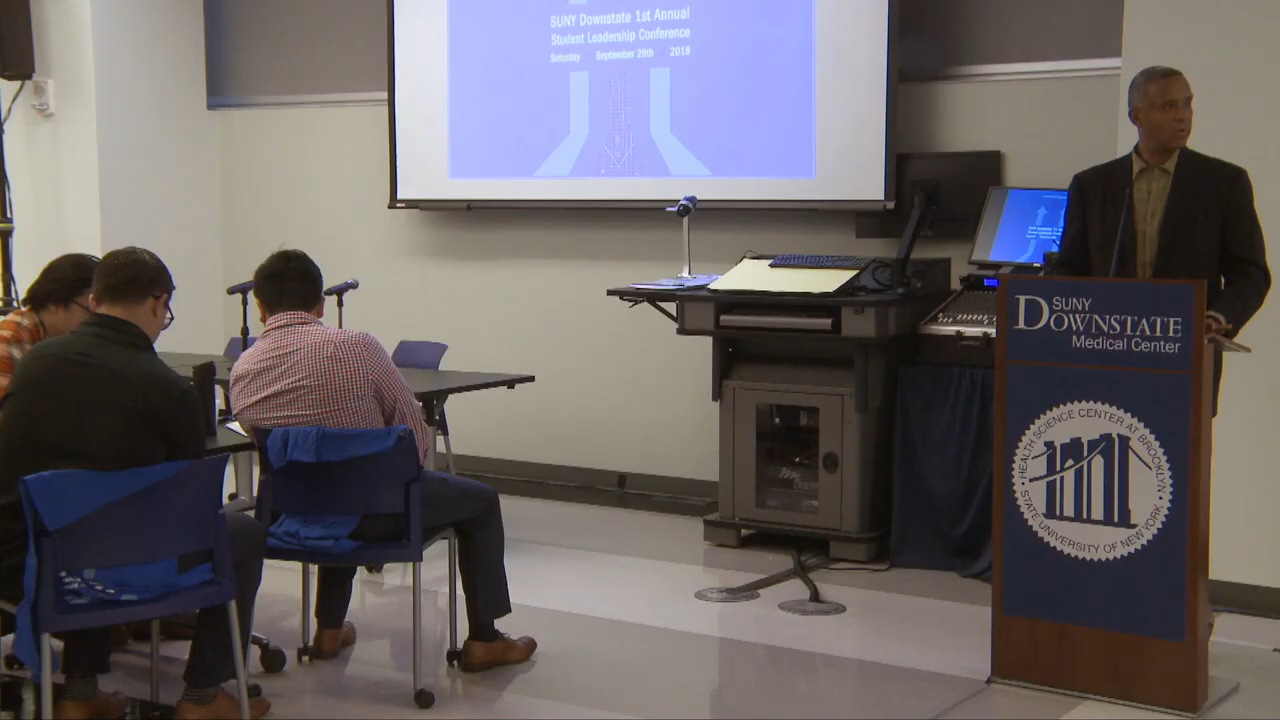 SUNY Downstate 1st Annual
Student Leadership Conference
Saturday September 29th 2018
SUNY
DOWNSTATE
Medical Center
HEALTH SCIENCE CENTER AT BROOKLYN
STATE UNIVERSITY OF NEW YORK